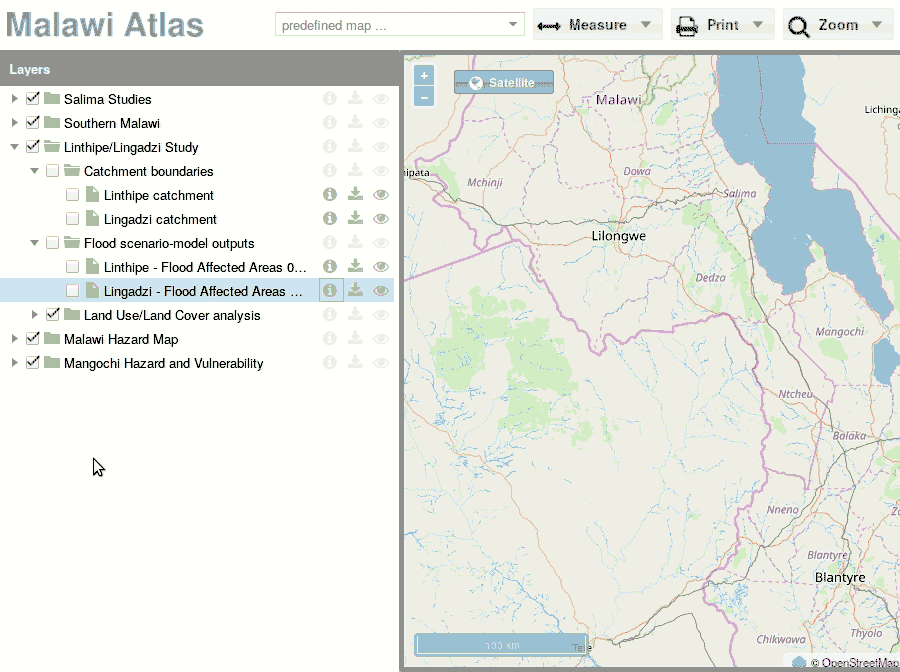 Malawi Atlas
predefined map ...
Measure
Print
Zoom
Layers
Salima Studies
Southern Malawi
Linthipe/Lingadzi Study
Catchment boundaries
Linthipe catchment
Lingadzi catchment
Flood scenario-model outputs
Linthipe - Flood Affected Areas 0...
Lingadzi - Flood Affected Areas ...
Land Use/Land Cover analysis
Malawi Hazard Map
Mangochi Hazard and Vulnerability
+
Satellite
−
Malawi
Lichinga
hipata
Mchinji
Dowa
Salima
Lilongwe
Dedza
Mangochi
Ntcheu
Balaka
Nneno
Blantyre
Blantyre
Chikwawa
Thyolo
100 km
Tete
© OpenStreetMap